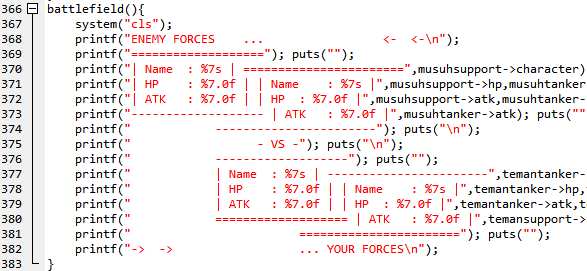 366 battlefield(){
367     system("cls");
368     printf("ENEMY FORCES    ...                 <-  <-\n");
369     printf("==================="); puts("");
370     printf("| Name  : %7s | =======================",musuhsupport->character)
371     printf("| HP    : %7.0f | | Name   : %7s |",musuhsupport->hp,musuhtanker-
372     printf("| ATK   : %7.0f | | HP  : %7.0f |",musuhsupport->atk,musuhtanker-
373     printf("------------------- | ATK   : %7.0f |",musuhtanker->atk); puts(""
374     printf("            -----------------------"); puts("\n");
375     printf("                  - VS -"); puts("\n");
376     printf("            -------------------"); puts("");
377     printf("            | Name   : %7s | -----------------------",temantanker-
378     printf("            | HP     : %7.0f | | Name   : %7s |",temantanker->hp,
379     printf("            | ATK   : %7.0f | | HP     : %7.0f |",temantanker->atk,t
380     printf("            =================== | ATK   : %7.0f |",temansupport->
381     printf("                        ======================="); puts("");
382     printf("->  ->                  ... YOUR FORCES\n");
383 }